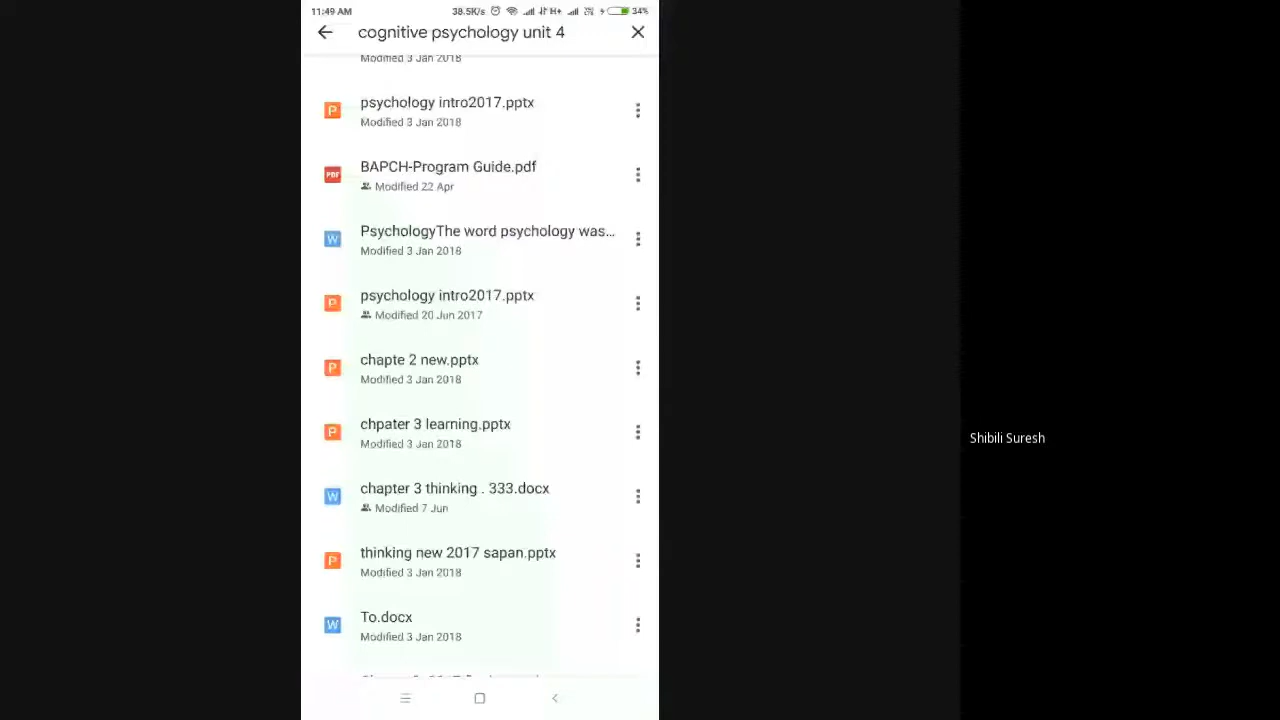 11:49 AM 38.5K/s H+ 34%
cognitive psychology unit 4
Modified 3 Jan 2018
psychology intro2017.pptx
Modified 3 Jan 2018
PDF BAPCH-Program Guide.pdf
Modified 22 Apr
W PsychologyThe word psychology was...
Modified 3 Jan 2018
P psychology intro2017.pptx
Modified 20 Jun 2017
P chapte 2 new.pptx
Modified 3 Jan 2018
P chpater 3 learning.pptx
Modified 3 Jan 2018
Shibili Suresh
W chapter 3 thinking . 333.docx
Modified 7 Jun
P thinking new 2017 sapan.pptx
Modified 3 Jan 2018
W To.docx
Modified 3 Jan 2018